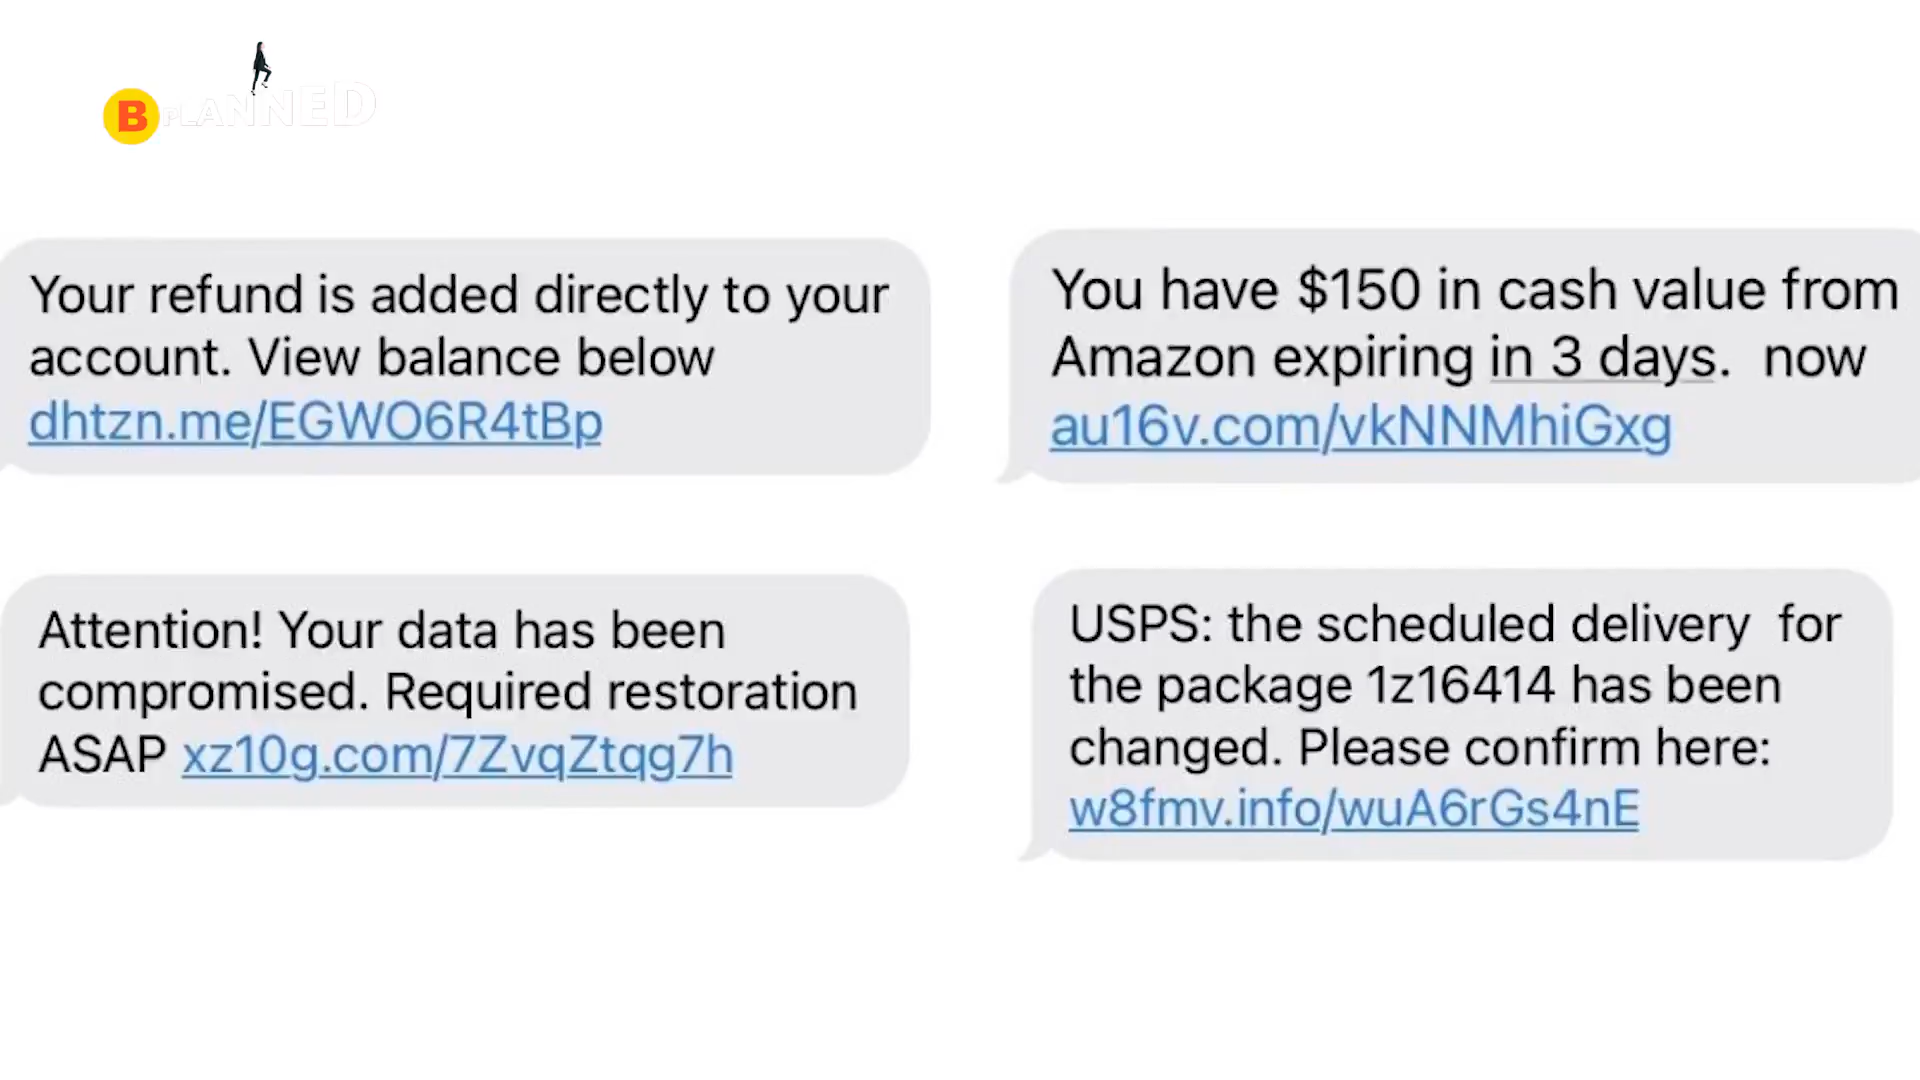 B PLANNED
Your refund is added directly to your
account. View balance below
dhtzn.me/EGWO6R4tBp
You have $150 in cash value from
Amazon expiring in 3 days.  now
au16v.com/vkNNMhiGxg
Attention! Your data has been
compromised. Required restoration
ASAP xz10g.com/7ZvqZtqg7h
USPS: the scheduled delivery  for
the package 1z16414 has been
changed. Please confirm here:
w8fmv.info/wuA6rGs4nE